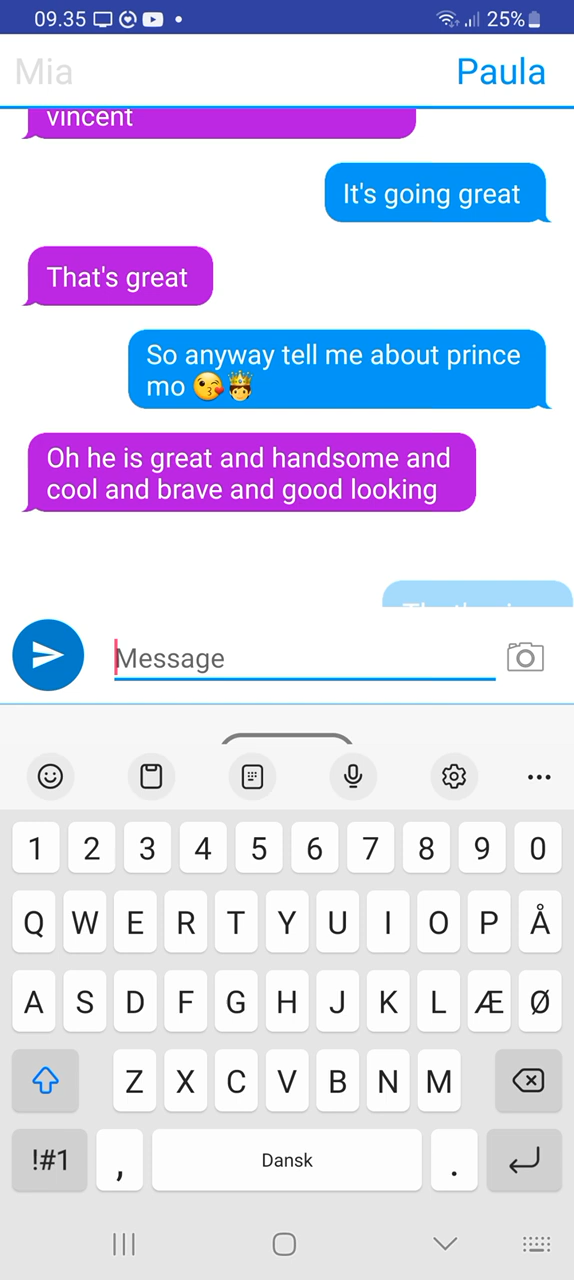 09.35 25%
Mia Paula
vincent
It's going great
That's great
So anyway tell me about prince
mo 😘🤴
Oh he is great and handsome and
cool and brave and good looking
Message
1 2 3 4 5 6 7 8 9 0
Q W E R T Y U I O P Å
A S D F G H J K L Æ Ø
Z X C V B N M
!#1 , Dansk .